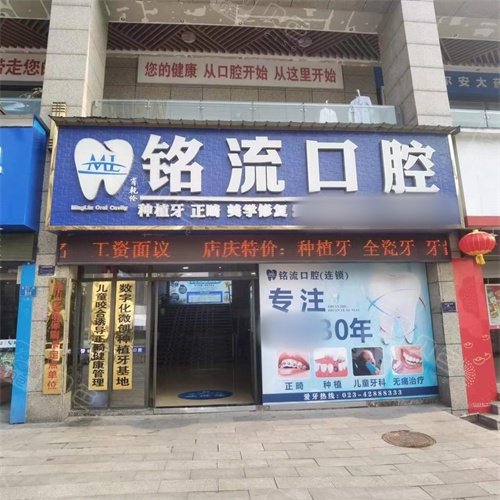 您的健康 从口腔开始 从这里开始
ML
MingLiu Oral Cavity
铭流口腔
种植牙 正畸 美学修复
工资面议 店庆特价:种植牙 全瓷牙 牙
儿童咬合诱导正畸健康管理
数字化微创种植牙基地
铭流口腔(连锁)
专注
30年
正畸 种植 儿童牙科 无痛治疗
爱牙热线:023-42888333